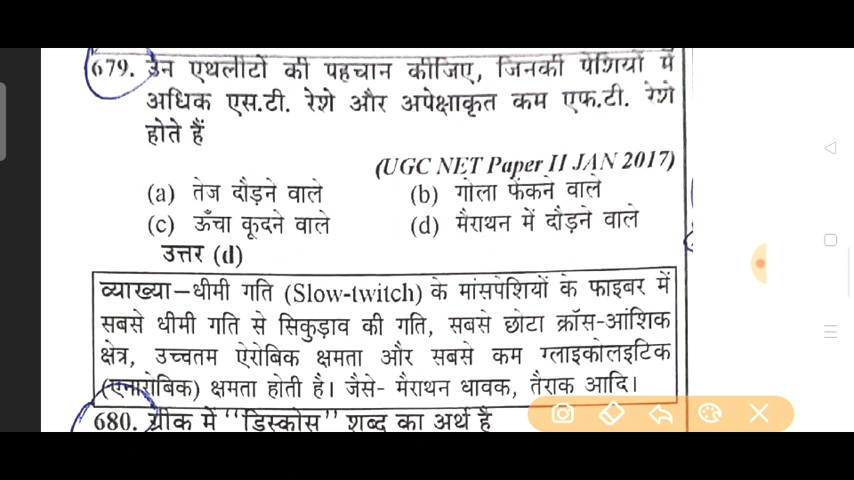 679. उन एथलीटों की पहचान कीजिए, जिनकी पेशियों में
अधिक एस.टी. रेशे और अपेक्षाकृत कम एफ.टी. रेशे
होते हैं
(UGC NET Paper II JAN 2017)
(a) तेज दौड़ने वाले (b) गोला फेंकने वाले
(c) ऊँचा कूदने वाले (d) मैराथन में दौड़ने वाले
उत्तर (d)
व्याख्या–धीमी गति (Slow-twitch) के मांसपेशियों के फाइबर में
सबसे धीमी गति से सिकुड़ाव की गति, सबसे छोटा क्रॉस-आंशिक
क्षेत्र, उच्चतम ऐरोबिक क्षमता और सबसे कम ग्लाइकोलइटिक
(एनारोबिक) क्षमता होती है। जैसे- मैराथन धावक, तैराक आदि।
680. ग्रीक में "डिस्कोस" शब्द का अर्थ है